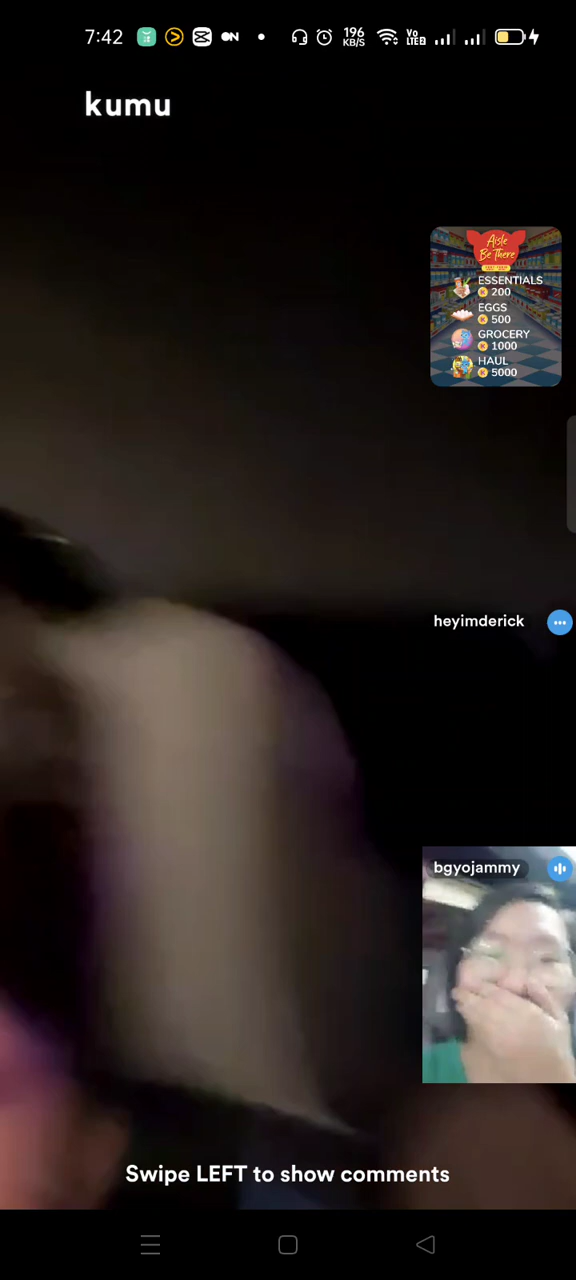 7:42
ON
196
KB/S
Vo
LTE2
kumu
Aisle
Be There
ESSENTIALS
200
EGGS
500
GROCERY
1000
HAUL
5000
heyimderick
bgyojammy
Swipe LEFT to show comments